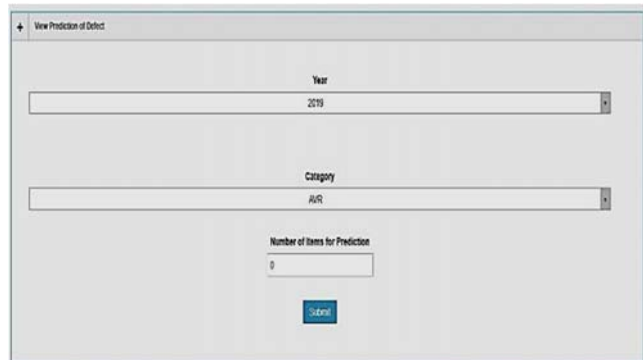 + View Prediction of Defect
Year
2019
Category
AVR
Number of Items for Prediction
0
Submit